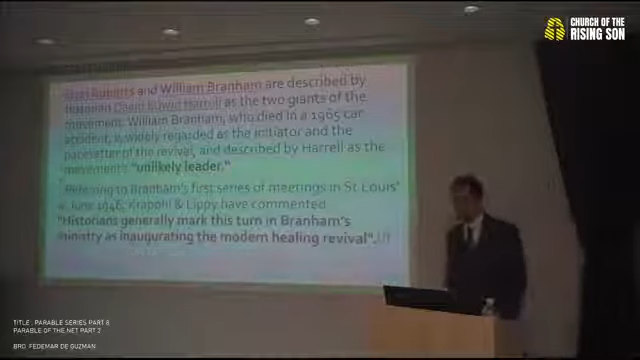 CHURCH OF THE
RISING SON
Oral Roberts and William Branham are described by
historian David Edwin Harrell as the two giants of the
movement. William Branham, who died in a 1965 car
accident, is widely regarded as the initiator and the
pacesetter of the revival, and described by Harrell as the
movement's "unlikely leader."
Referring to Branham's first series of meetings in St Louis'
in June 1946, Krapohl & Lippy have commented
"Historians generally mark this turn in Branham's
ministry as inaugurating the modern healing revival".
TITLE : PARABLE SERIES PART 8
PARABLE OF THE NET PART 2
BRO. FEDEMAR DE GUZMAN